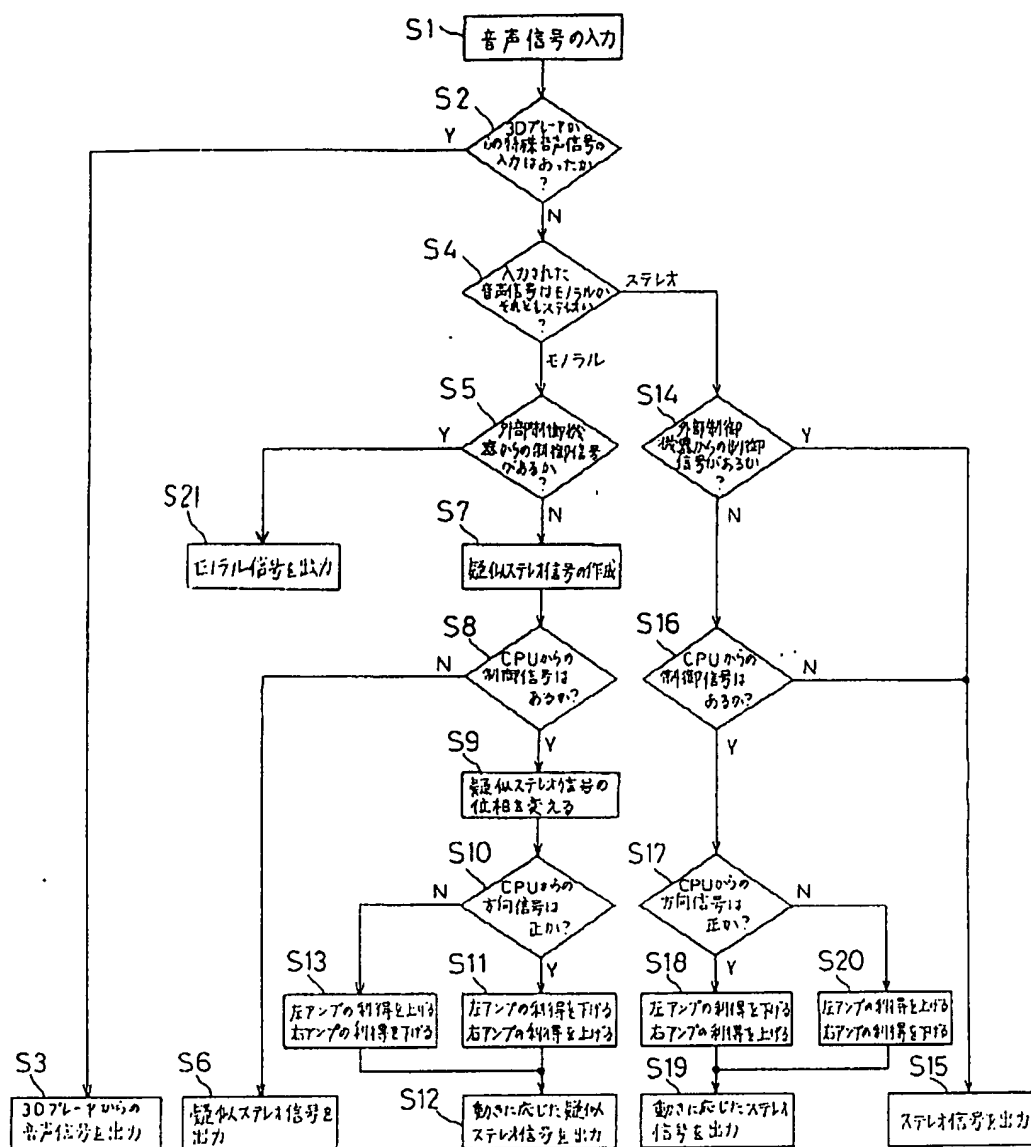 S1
音声信号の入力
S2
3Dプレーヤか
らの特殊音声信号の
入力はあったか
?
Y
N
S4
入力された
音声信号はモノラルか
それともステレオか
?
ステレオ
モノラル
S5
外部制御機
器からの制御信号
があるか
?
Y
N
S14
外部制御
機器からの制御
信号があるか
?
Y
N
S21
モノラル信号を出力
S7
疑似ステレオ信号の作成
S8
CPUからの
制御信号は
あるか?
N
Y
S16
CPUからの
制御信号は
あるか?
N
Y
S9
疑似ステレオ信号の
位相を変える
S10
CPUからの
方向信号は
正か?
N
Y
S17
CPUからの
方向信号は
正か?
N
Y
S13
左アンプの利得を上げる
右アンプの利得を下げる
S11
左アンプの利得を下げる
右アンプの利得を上げる
S18
左アンプの利得を下げる
右アンプの利得を上げる
S20
左アンプの利得を上げる
右アンプの利得を下げる
S3
3Dプレーヤからの
音声信号を出力
S6
疑似ステレオ信号を
出力
S12
動きに応じた疑似
ステレオ信号を出力
S19
動きに応じたステレオ
信号を出力
S15
ステレオ信号を出力